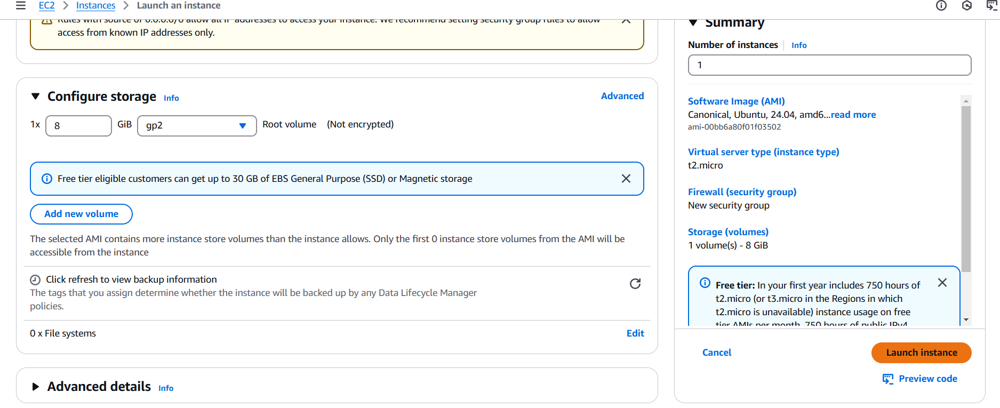 EC2 > Instances > Launch an instance
Rules with source of 0.0.0.0/0 allow all IP addresses to access your instance. We recommend setting security group rules to allow
access from known IP addresses only.
Configure storage Info Advanced
1x 8 GiB gp2 Root volume (Not encrypted)
Free tier eligible customers can get up to 30 GB of EBS General Purpose (SSD) or Magnetic storage
Add new volume
The selected AMI contains more instance store volumes than the instance allows. Only the first 0 instance store volumes from the AMI will be
accessible from the instance
Click refresh to view backup information
The tags that you assign determine whether the instance will be backed up by any Data Lifecycle Manager
policies.
0 x File systems Edit
Advanced details Info
Summary
Number of instances Info
1
Software Image (AMI)
Canonical, Ubuntu, 24.04, amd6...read more
ami-00bb6a80f01f03502
Virtual server type (instance type)
t2.micro
Firewall (security group)
New security group
Storage (volumes)
1 volume(s) - 8 GiB
Free tier: In your first year includes 750 hours of
t2.micro (or t3.micro in the Regions in which
t2.micro is unavailable) instance usage on free
tier AMIs per month, 750 hours of public IPv4
Cancel Launch instance
Preview code